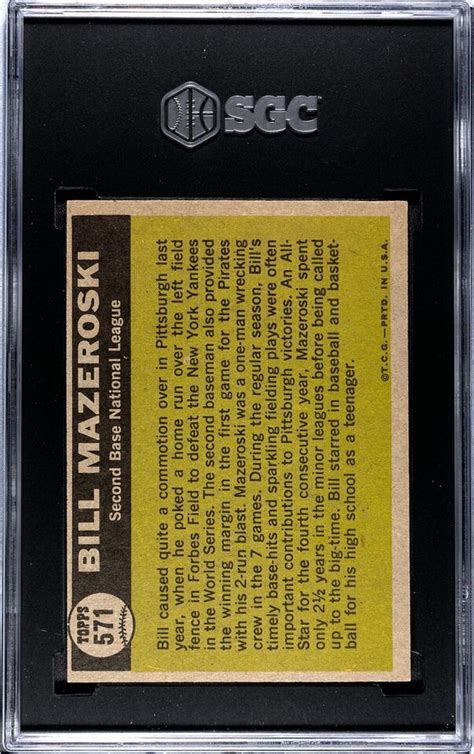 SGC
TOPPS
571
BILL MAZEROSKI
Second Base National League
Bill caused quite a commotion over in Pittsburgh last
year, when he poked a home run over the left field
fence in Forbes Field to defeat the New York Yankees
in the World Series. The second baseman also provided
the winning margin in the first game for the Pirates
with his 2-run blast. Mazeroski was a one-man wrecking
crew in the 7 games. During the regular season, Bill's
timely base-hits and sparkling fielding plays were often
important contributions to Pittsburgh victories. An All-
Star for the fourth consecutive year, Mazeroski spent
only 2½ years in the minor leagues before being called
up to the big-time. Bill starred in baseball and basket-
ball for his high school as a teenager.
©T.C.G.—PRTD. IN U.S.A.